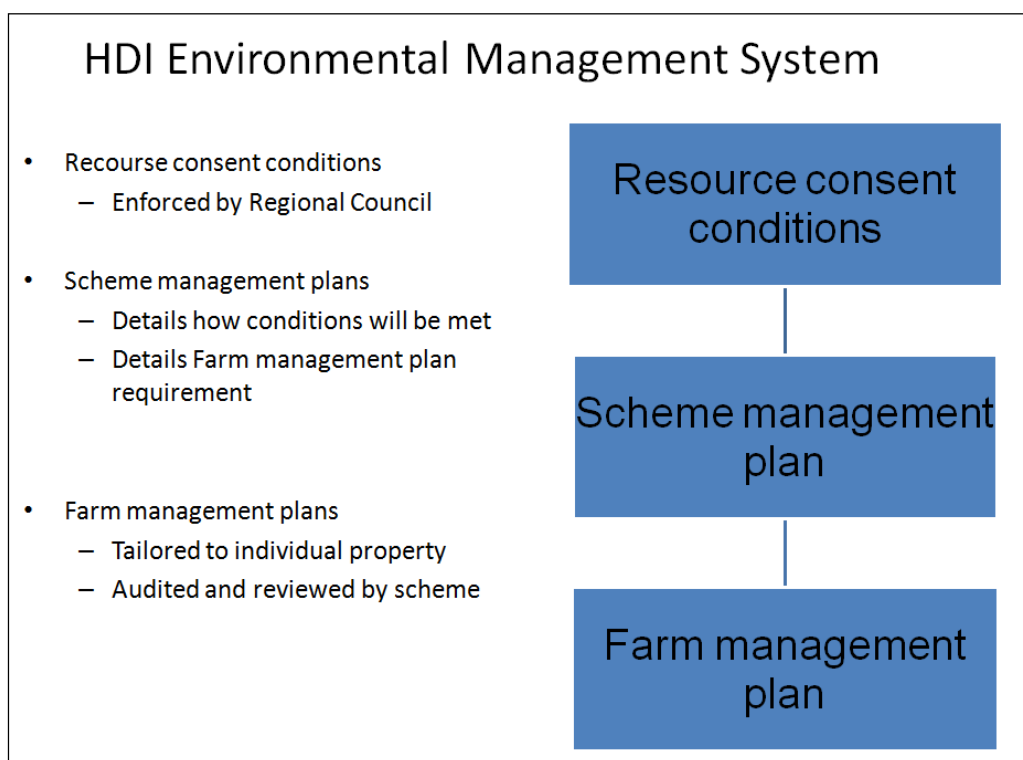 HDI Environmental Management System
• Recourse consent conditions
– Enforced by Regional Council
• Scheme management plans
– Details how conditions will be met
– Details Farm management plan
requirement
• Farm management plans
– Tailored to individual property
– Audited and reviewed by scheme
Resource consent
conditions
Scheme management
plan
Farm management
plan